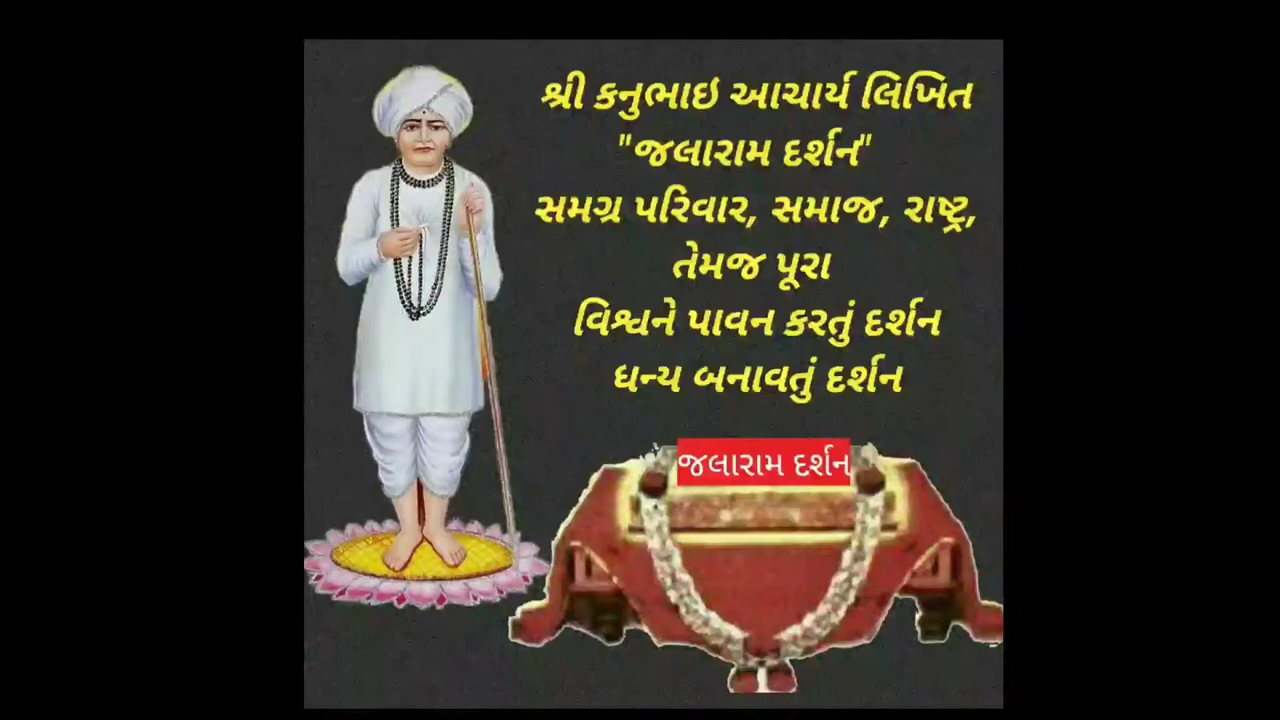 શ્રી કનુભાઇ આચાર્ય લિખિત
"જલારામ દર્શન"
સમગ્ર પરિવાર, સમાજ, રાષ્ટ્ર,
તેમજ પૂરા
વિશ્વને પાવન કરતું દર્શન
ધન્ય બનાવતું દર્શન
જલારામ દર્શન